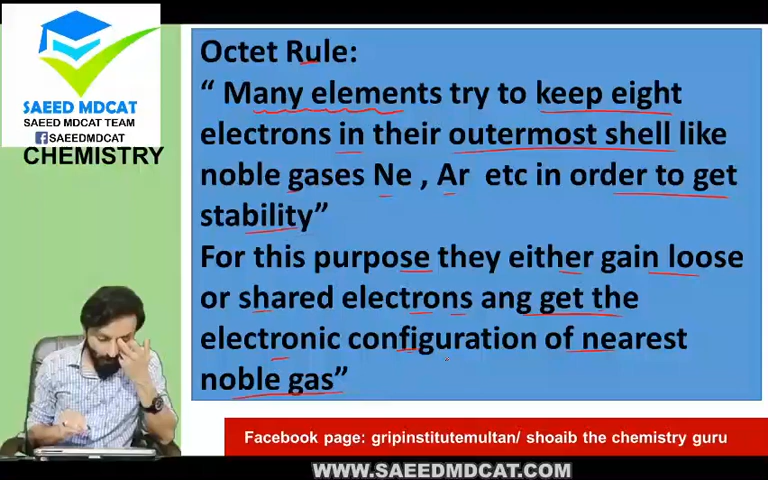 SAEED MDCAT
SAEED MDCAT TEAM
SAEEDMDCAT
CHEMISTRY
Octet Rule:
“ Many elements try to keep eight
electrons in their outermost shell like
noble gases Ne , Ar etc in order to get
stability”
For this purpose they either gain loose
or shared electrons ang get the
electronic configuration of nearest
noble gas”
Facebook page: gripinstitutemultan/ shoaib the chemistry guru
WWW.SAEEDMDCAT.COM